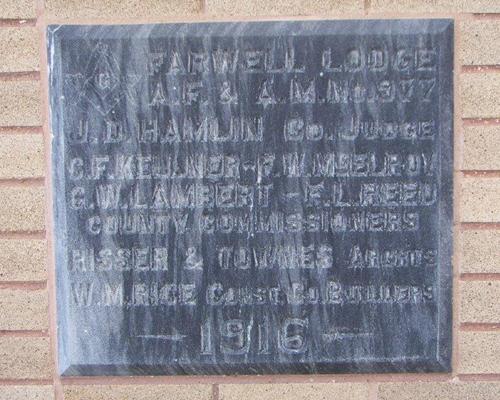 G
FARWELL LODGE
A.F. & A.M. No. 977
J.D. HAMLIN Co. JUDGE
C.F. KELLNER - F.W. McELROY
G.W. LAMBERT - F.L. REED
COUNTY COMMISSIONERS
RISSER & TOWNES ARCHTS
W.M. RICE CONST. CO. BUILDERS
— 1916 —